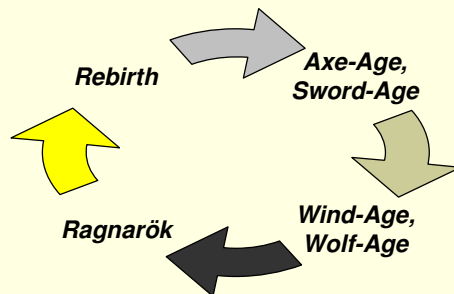 Rebirth
Axe-Age,
Sword-Age
Wind-Age,
Wolf-Age
Ragnarök